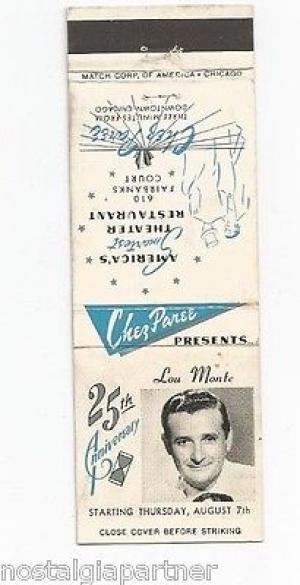 MATCH CORP. OF AMERICA • CHICAGO
AMERICA'S
Smartest
THEATER
RESTAURANT
610
FAIRBANKS
COURT
Chez Paree
THREE MINUTES FROM
DOWNTOWN CHICAGO
Chez Paree
PRESENTS...
Lou Monte
25th
Anniversary
STARTING THURSDAY, AUGUST 7th
CLOSE COVER BEFORE STRIKING
nostalgiapartner